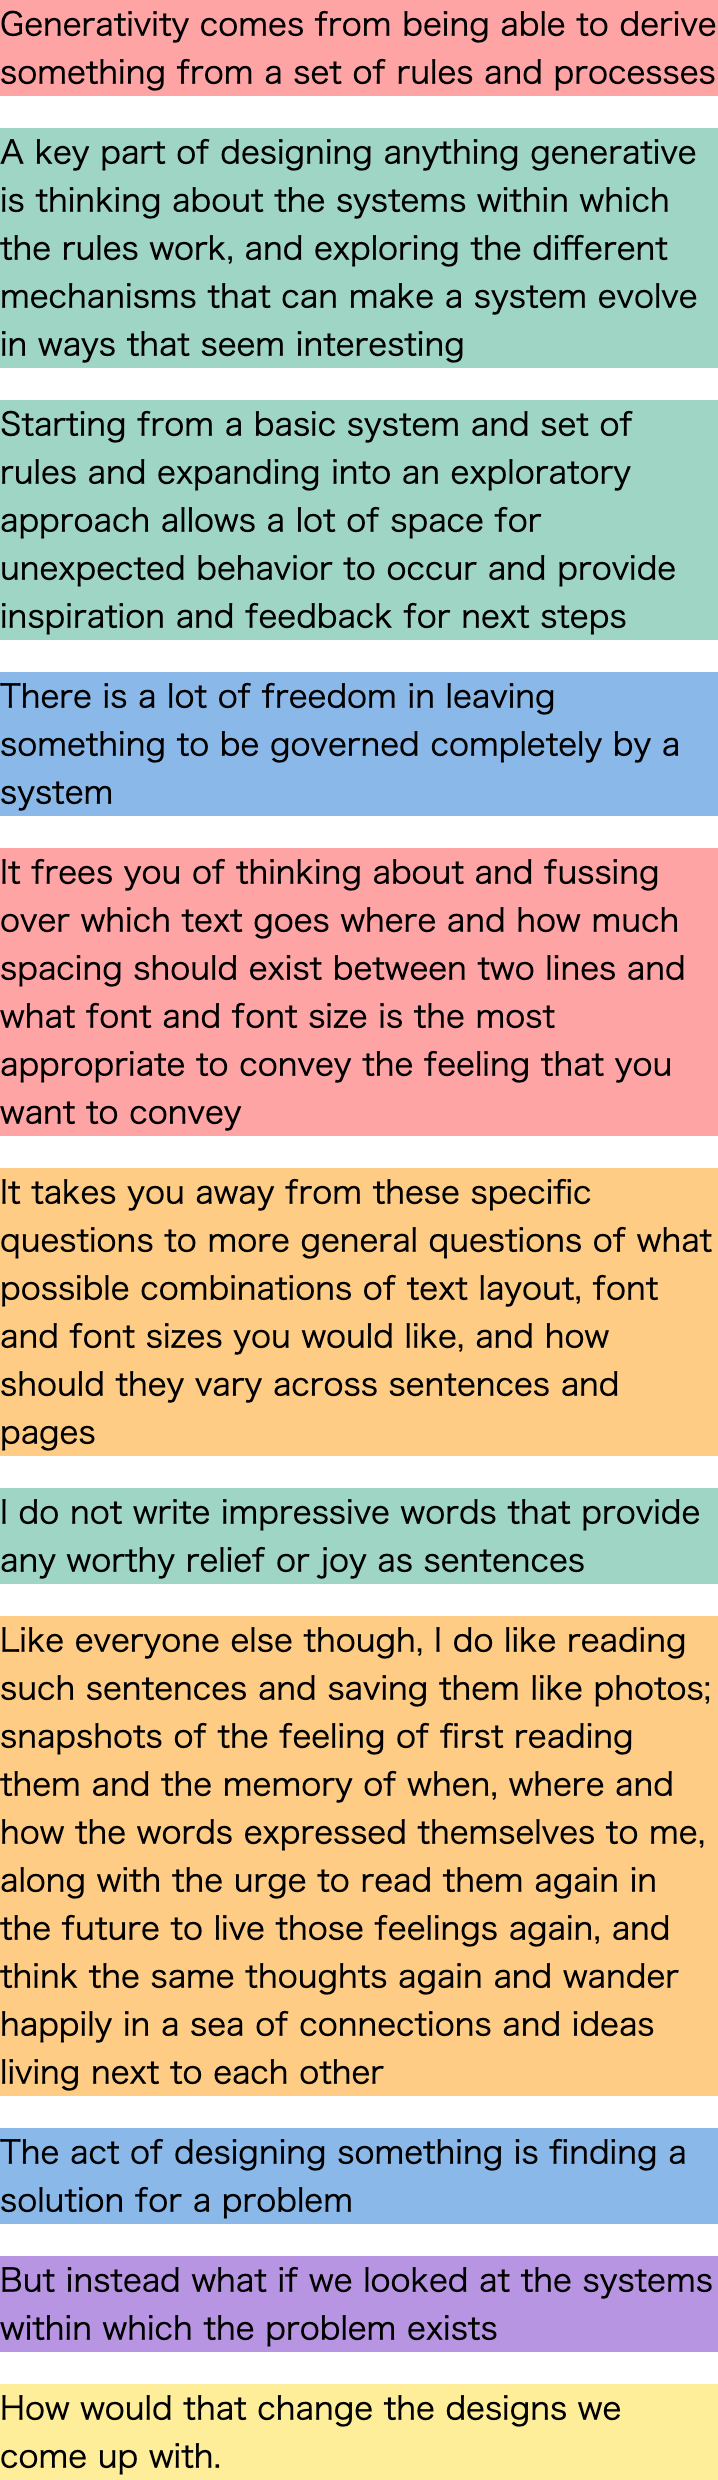 Generativity comes from being able to derive
something from a set of rules and processes
A key part of designing anything generative
is thinking about the systems within which
the rules work, and exploring the different
mechanisms that can make a system evolve
in ways that seem interesting
Starting from a basic system and set of
rules and expanding into an exploratory
approach allows a lot of space for
unexpected behavior to occur and provide
inspiration and feedback for next steps
There is a lot of freedom in leaving
something to be governed completely by a
system
It frees you of thinking about and fussing
over which text goes where and how much
spacing should exist between two lines and
what font and font size is the most
appropriate to convey the feeling that you
want to convey
It takes you away from these specific
questions to more general questions of what
possible combinations of text layout, font
and font sizes you would like, and how
should they vary across sentences and
pages
I do not write impressive words that provide
any worthy relief or joy as sentences
Like everyone else though, I do like reading
such sentences and saving them like photos;
snapshots of the feeling of first reading
them and the memory of when, where and
how the words expressed themselves to me,
along with the urge to read them again in
the future to live those feelings again, and
think the same thoughts again and wander
happily in a sea of connections and ideas
living next to each other
The act of designing something is finding a
solution for a problem
But instead what if we looked at the systems
within which the problem exists
How would that change the designs we
come up with.